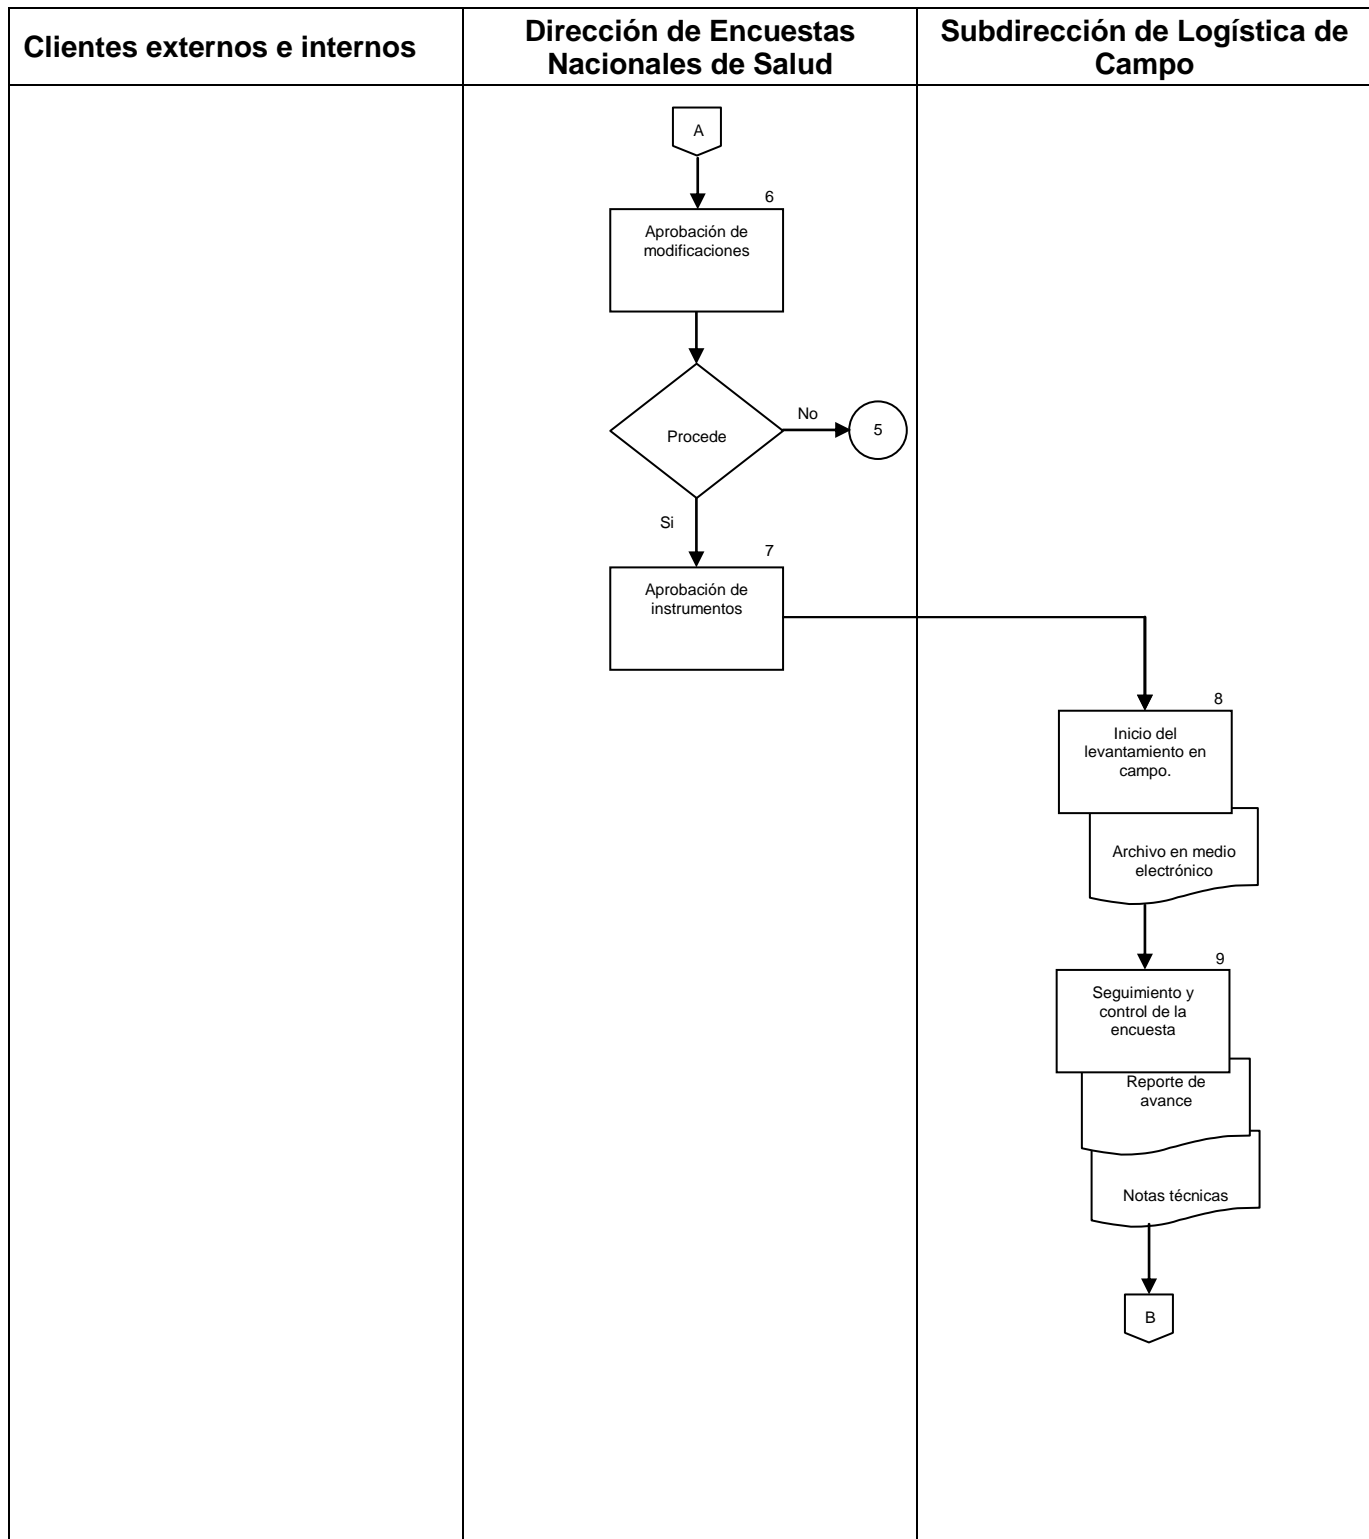 Clientes externos e internos
Dirección de Encuestas
Nacionales de Salud
Subdirección de Logística de
Campo
A
6
Aprobación de
modificaciones
Procede
No
5
Si
7
Aprobación de
instrumentos
8
Inicio del
levantamiento en
campo.
Archivo en medio
electrónico
9
Seguimiento y
control de la
encuesta
Reporte de
avance
Notas técnicas
B